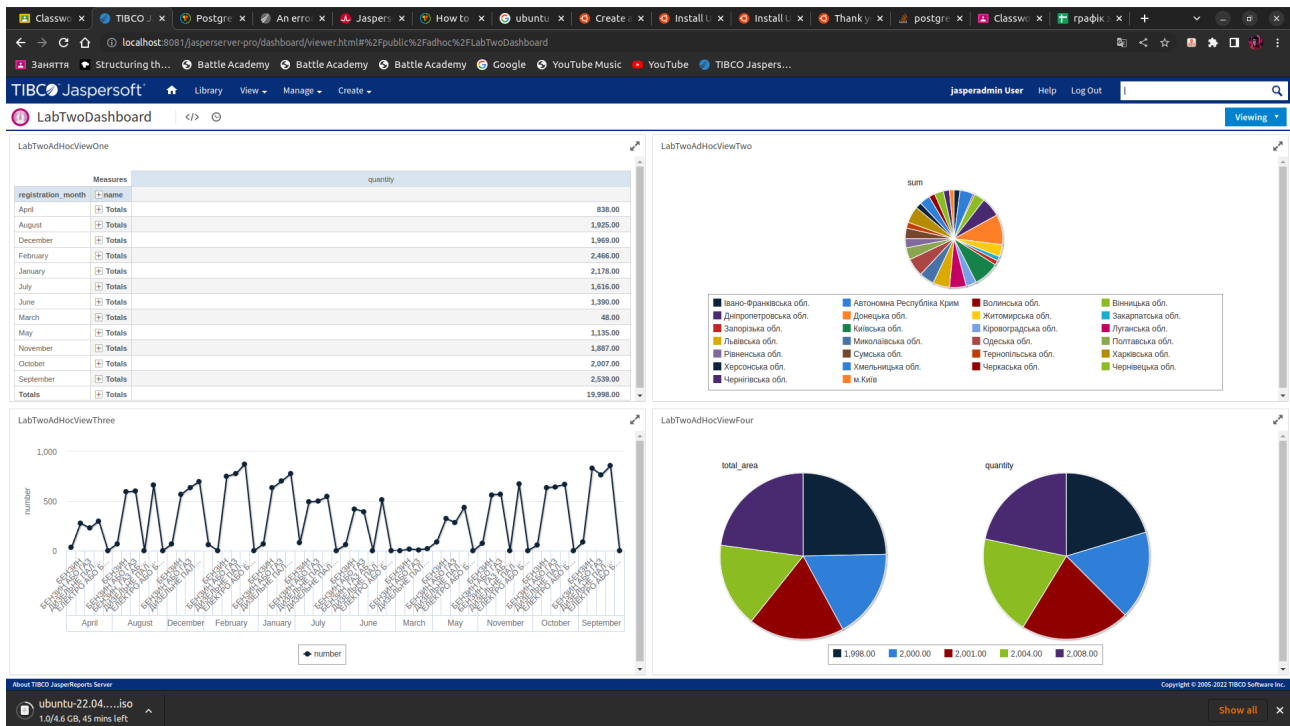 Classwo
TIBCO J
Postgre
An erro
Jaspers
How to
ubuntu
Create a
Install U
Install U
Thank y
postgre
Classwo
графік з
localhost:8081/jasperserver-pro/dashboard/viewer.html#%2Fpublic%2Fadhoc%2FLabTwoDashboard
Заняття
Structuring th...
Battle Academy
Battle Academy
Battle Academy
Google
YouTube Music
YouTube
TIBCO Jaspers...
TIBCO Jaspersoft
Library
View
Manage
Create
jasperadmin User
Help
Log Out
LabTwoDashboard
Viewing
LabTwoAdHocViewOne
Measures quantity
registration_month name
April Totals 838.00
August Totals 1,925.00
December Totals 1,969.00
February Totals 2,466.00
January Totals 2,178.00
July Totals 1,616.00
June Totals 1,390.00
March Totals 48.00
May Totals 1,135.00
November Totals 1,887.00
October Totals 2,007.00
September Totals 2,539.00
Totals Totals 19,998.00
LabTwoAdHocViewTwo
sum
Івано-Франківська обл. Автономна Республіка Крим Волинська обл. Вінницька обл.
Дніпропетровська обл. Донецька обл. Житомирська обл. Закарпатська обл.
Запорізька обл. Київська обл. Кіровоградська обл. Луганська обл.
Львівська обл. Миколаївська обл. Одеська обл. Полтавська обл.
Рівненська обл. Сумська обл. Тернопільська обл. Харківська обл.
Херсонська обл. Хмельницька обл. Черкаська обл. Чернівецька обл.
Чернігівська обл. м.Київ
LabTwoAdHocViewThree
1,000
500
0
number
April August December February January July June March May November October September
number
LabTwoAdHocViewFour
total_area
quantity
1,998.00 2,000.00 2,001.00 2,004.00 2,008.00
About TIBCO JasperReports Server
Copyright © 2005-2022 TIBCO Software Inc.
ubuntu-22.04.....iso
1.0/4.6 GB, 45 mins left
Show all